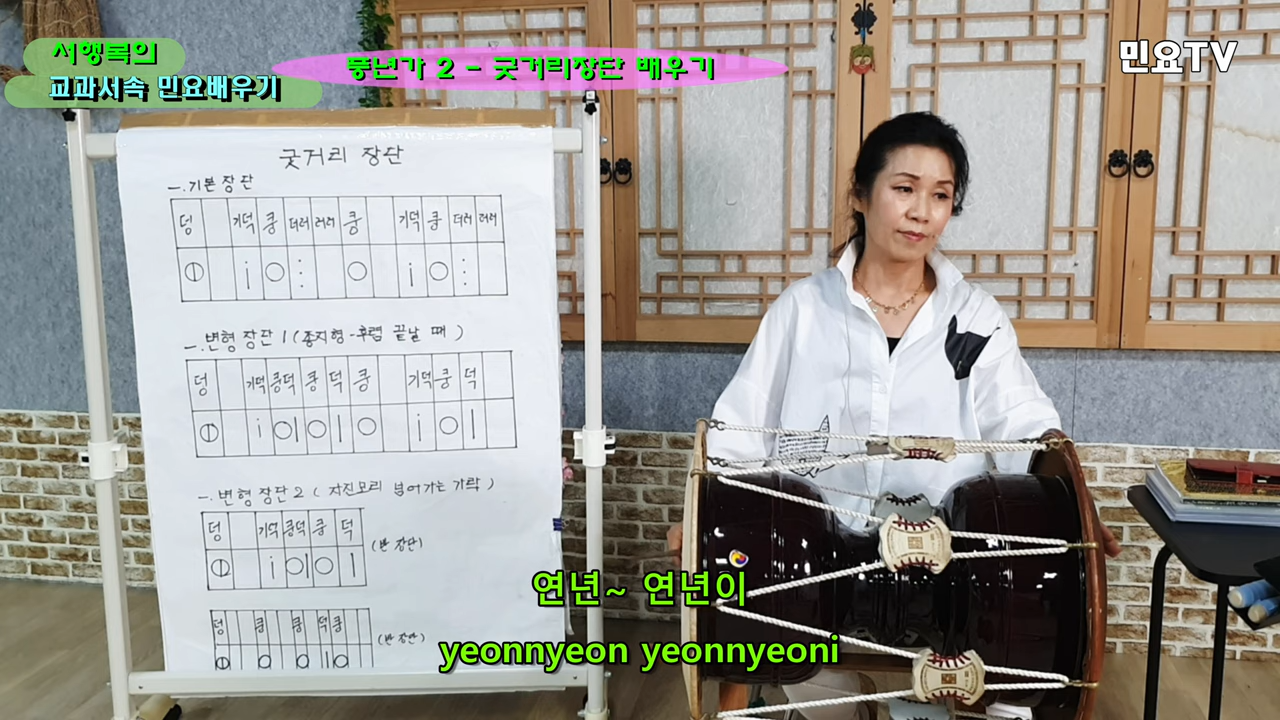 서행목의
교과서속 민요배우기
풍년가 2 - 굿거리장단 배우기
민요TV
굿거리 장단
一. 기본 장단
덩 기덕 쿵 더러 러러 쿵 기덕 쿵 더러 러러
一. 변형 장단 1 (종지형-후렴 끝날 때)
덩 기덕 쿵덕 쿵 덕 쿵 기덕 쿵 덕
一. 변형 장단 2 (자진모리 넘어가는 가락)
덩 기덕 쿵덕 쿵 덕
(반 장단)
덩 쿵 쿵 덕쿵
(반 장단)
연년~ 연년이
yeonnyeon yeonnyeoni